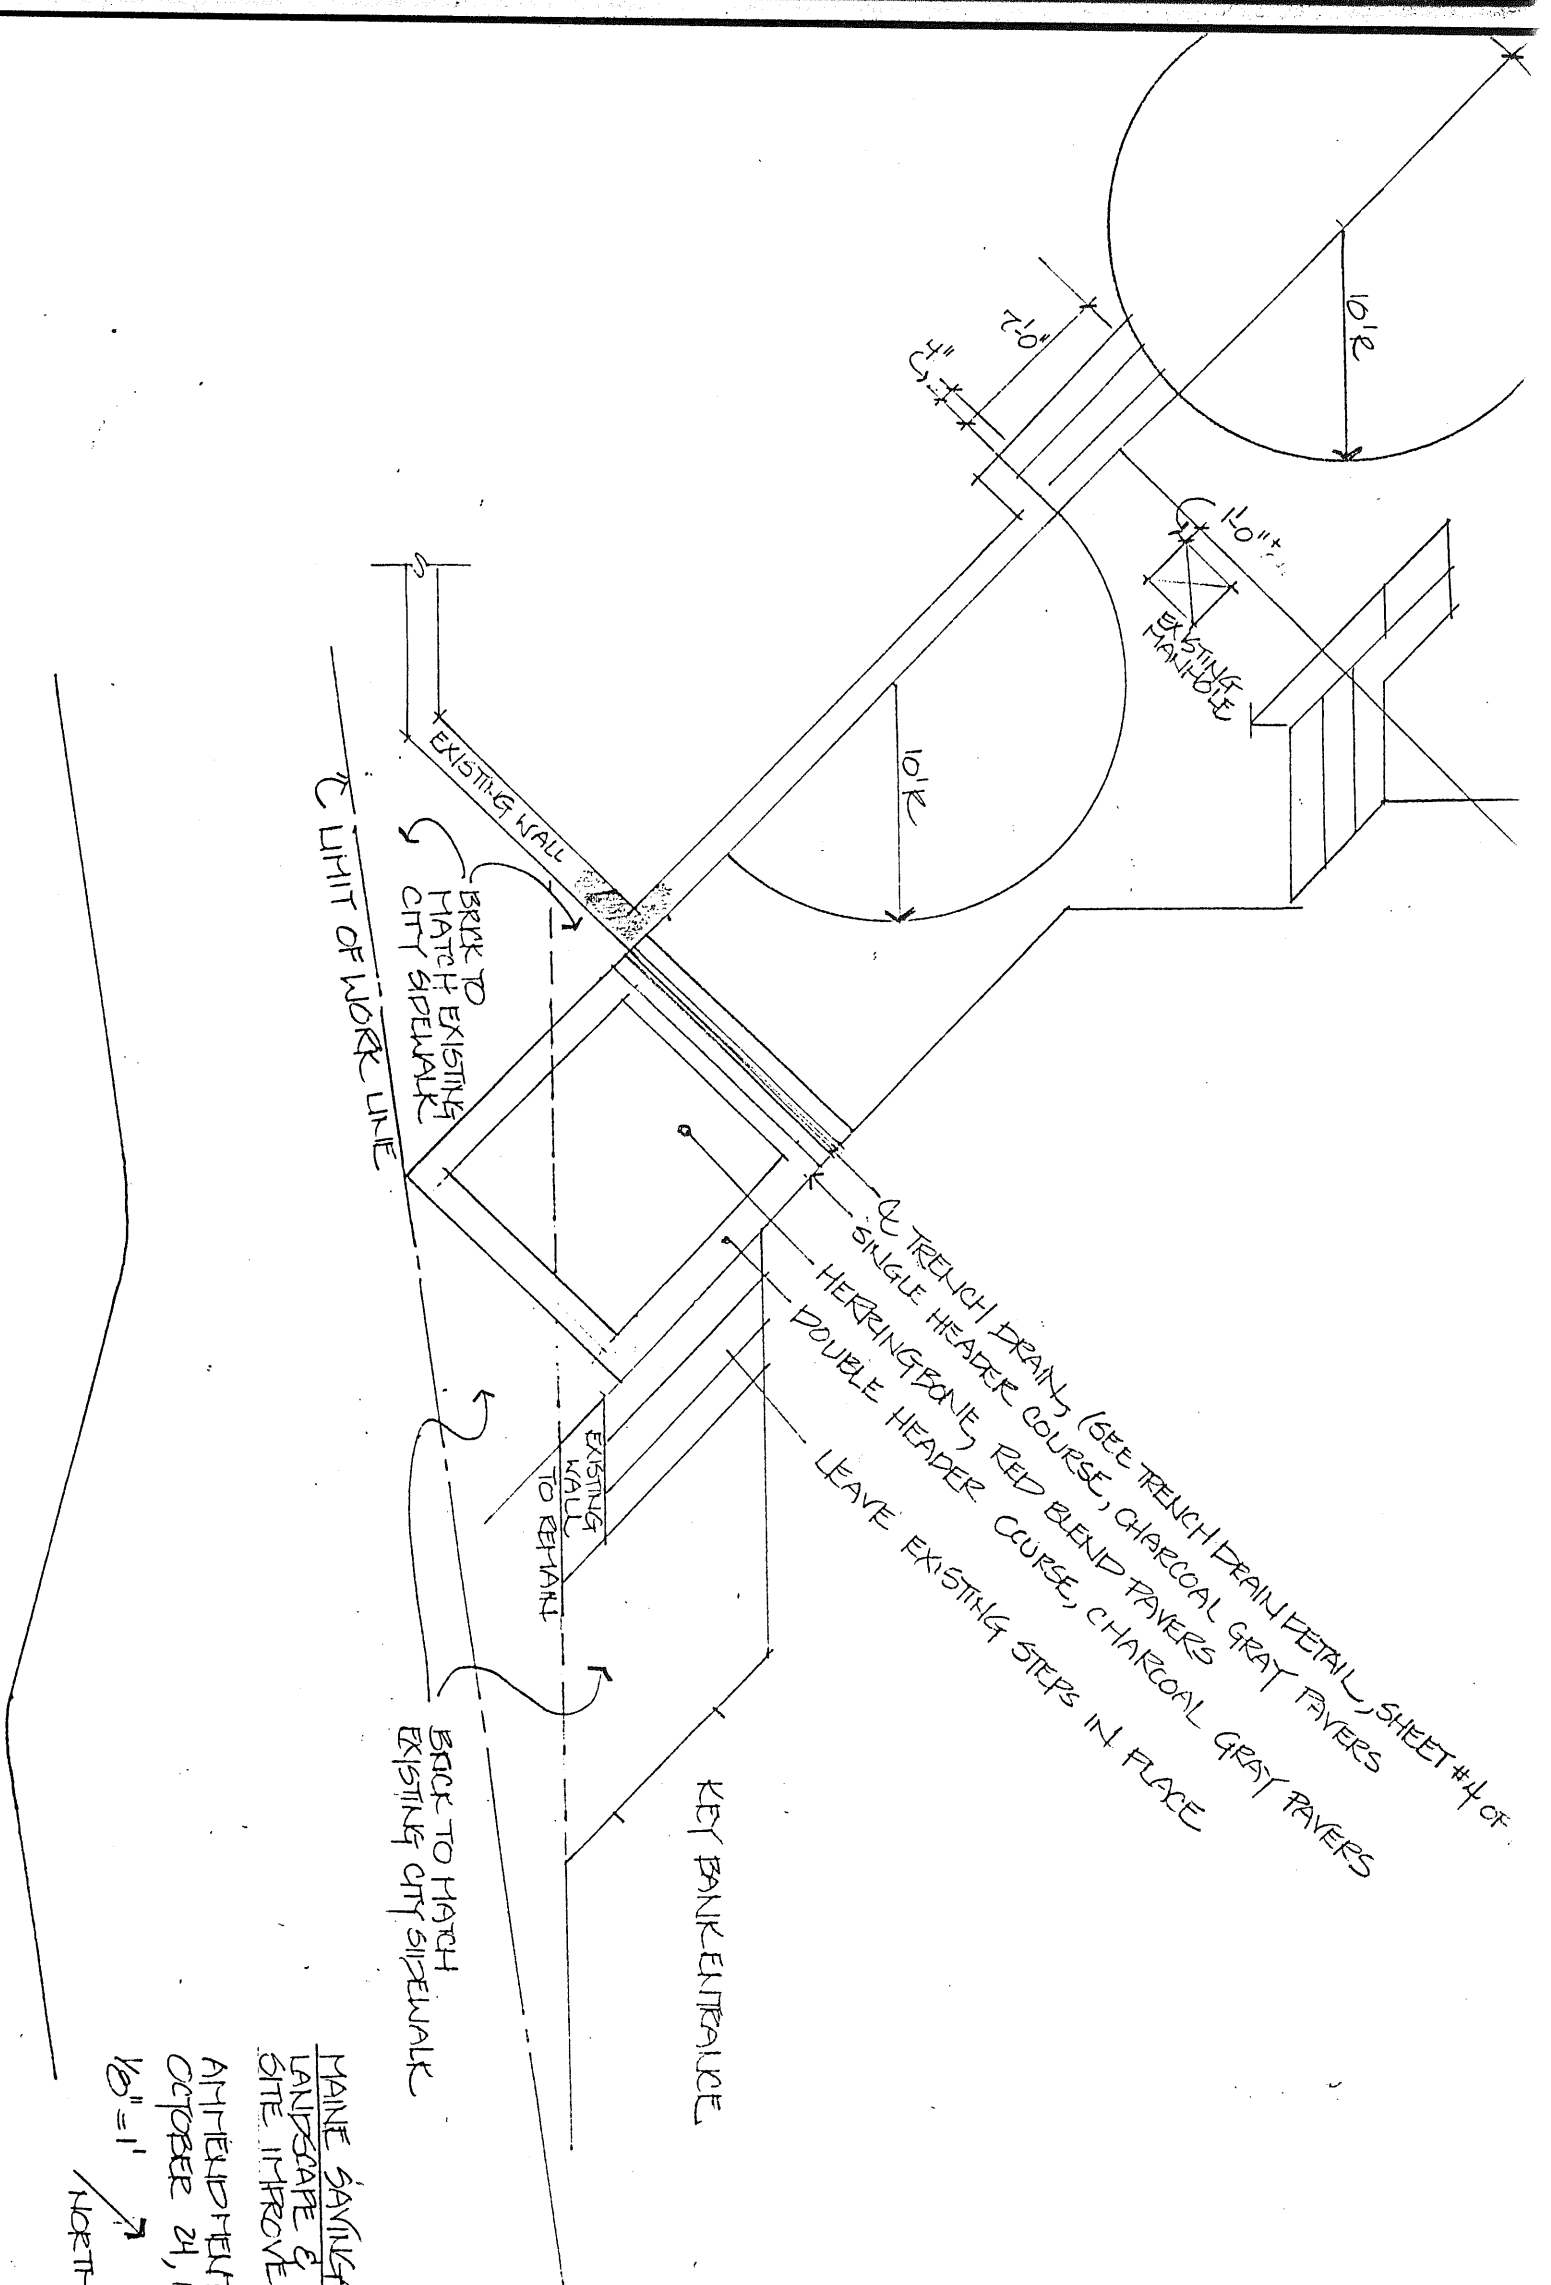 10'R
2'-0"
4"
1'-0"±
EXISTING
MANHOLE
10'R
EXISTING WALL
BRICK TO
MATCH EXISTING
CITY SIDEWALK
LIMIT OF WORK LINE
℄ TRENCH DRAIN, (SEE TRENCH DRAIN DETAIL, SHEET #4 OF
SINGLE HEADER COURSE, CHARCOAL GRAY PAVERS
HERRINGBONE, RED BLEND PAVERS
DOUBLE HEADER COURSE, CHARCOAL GRAY PAVERS
LEAVE EXISTING STEPS IN PLACE
EXISTING
WALL
TO REMAIN
BRICK TO MATCH
EXISTING CITY SIDEWALK
KEY BANK ENTRANCE
MAINE SAVINGS
LANDSCAPE &
SITE IMPROVE
AMMENDMENT
OCTOBER 24,
1/8" = 1'
NORTH